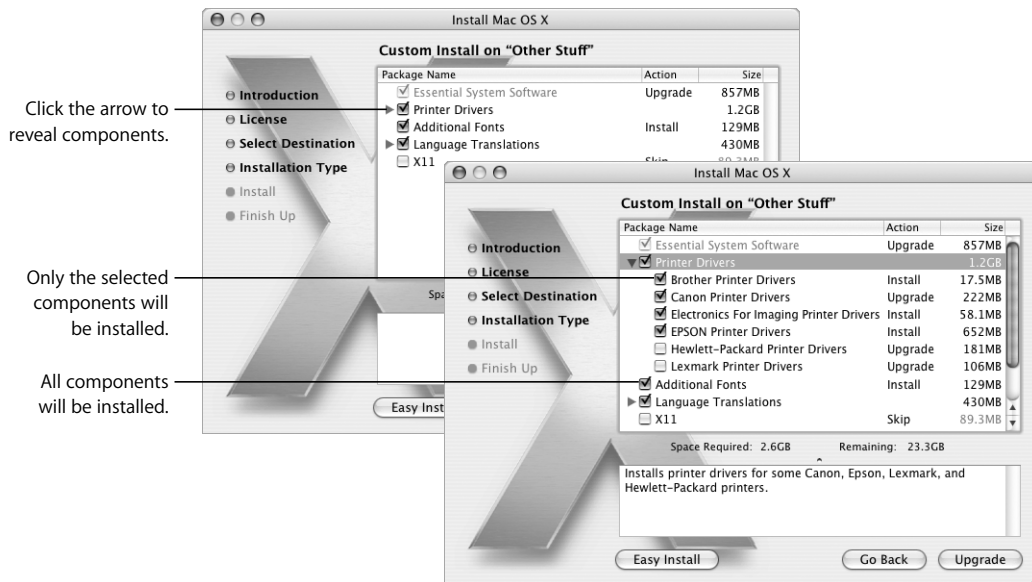 Install Mac OS X
Custom Install on “Other Stuff”
Package Name Action Size
Essential System Software Upgrade 857MB
Printer Drivers 1.2GB
Additional Fonts Install 129MB
Language Translations 430MB
X11 Skip 89.3MB
Introduction
License
Select Destination
Installation Type
Install
Finish Up
Spa
Easy Inst
Click the arrow to
reveal components.
Only the selected
components will
be installed.
All components
will be installed.
Install Mac OS X
Custom Install on “Other Stuff”
Introduction
License
Select Destination
Installation Type
Install
Finish Up
Package Name Action Size
Essential System Software Upgrade 857MB
Printer Drivers 1.2GB
Brother Printer Drivers Install 17.5MB
Canon Printer Drivers Upgrade 222MB
Electronics For Imaging Printer Drivers Install 58.1MB
EPSON Printer Drivers Install 652MB
Hewlett-Packard Printer Drivers Upgrade 181MB
Lexmark Printer Drivers Upgrade 106MB
Additional Fonts Install 129MB
Language Translations 430MB
X11 Skip 89.3MB
Space Required: 2.6GB Remaining: 23.3GB
Installs printer drivers for some Canon, Epson, Lexmark, and
Hewlett-Packard printers.
Easy Install Go Back Upgrade